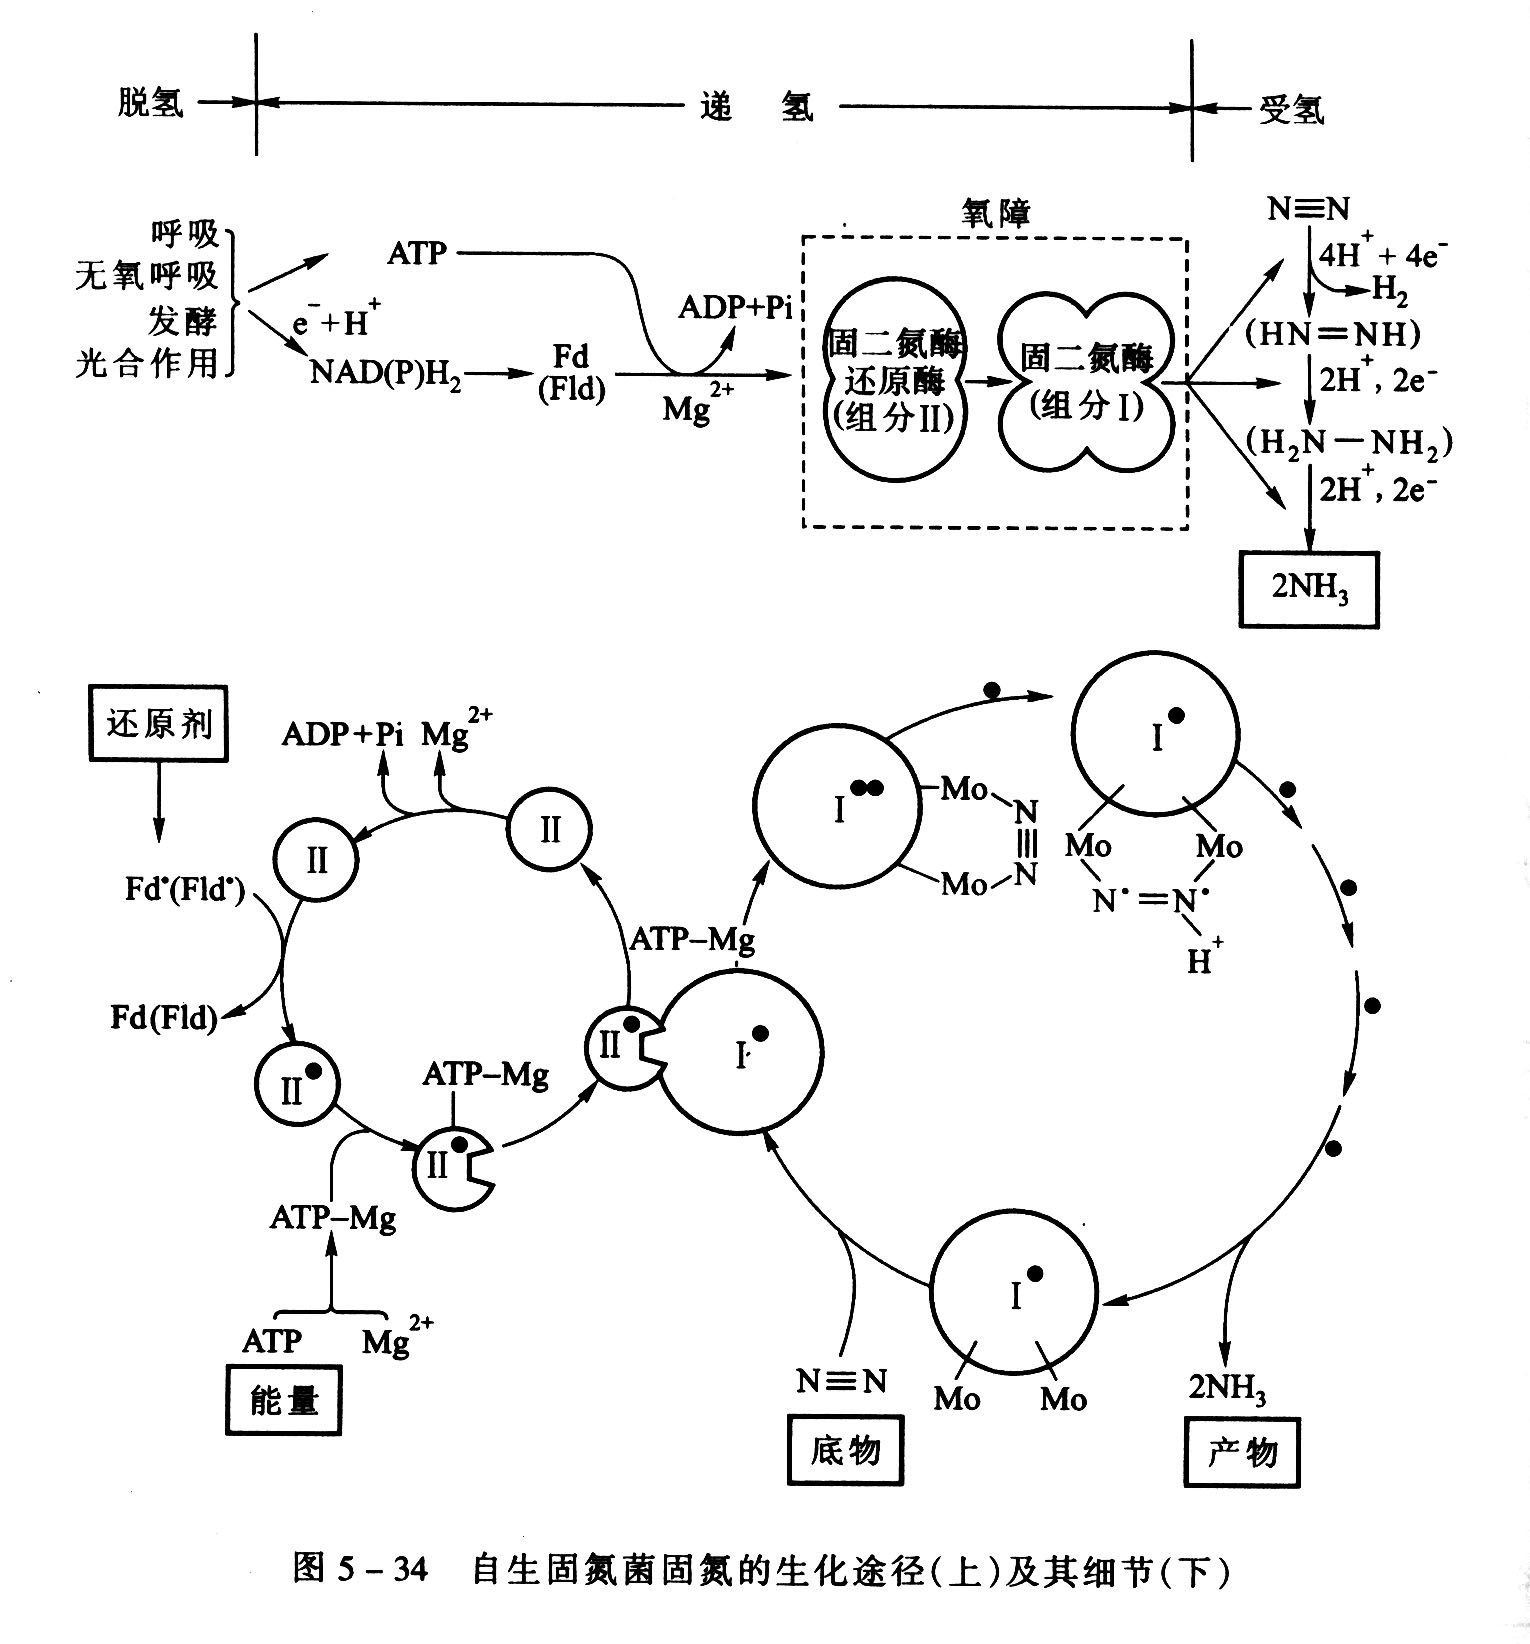 脱氢 递 氢 受氢
呼吸
无氧呼吸
发酵
光合作用
ATP
e⁻+H⁺
NAD(P)H₂
Fd
(Fld)
ADP+Pi
Mg²⁺
氧障
固二氮酶
还原酶
(组分II)
固二氮酶
(组分I)
N≡N
4H⁺ + 4e⁻
H₂
(HN=NH)
2H⁺, 2e⁻
(H₂N—NH₂)
2H⁺, 2e⁻
2NH₃
还原剂
ADP+Pi Mg²⁺
II
II
Fd•(Fld•)
Fd(Fld)
II
ATP–Mg
II
ATP–Mg
ATP Mg²⁺
能量
II
I
ATP–Mg
I
Mo
N
≡
N
Mo
I
Mo Mo
N•=N•
H⁺
I
Mo Mo
N≡N
底物
2NH₃
产物
图 5－34 自生固氮菌固氮的生化途径(上)及其细节(下)